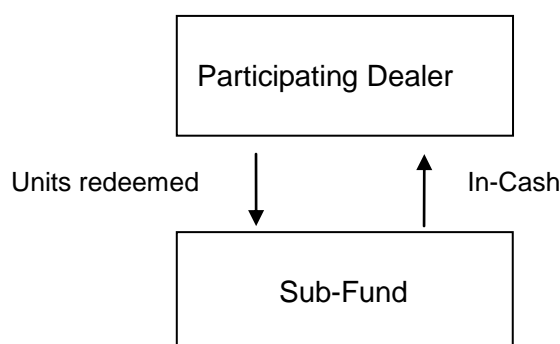 Participating Dealer
Units redeemed
In-Cash
Sub-Fund